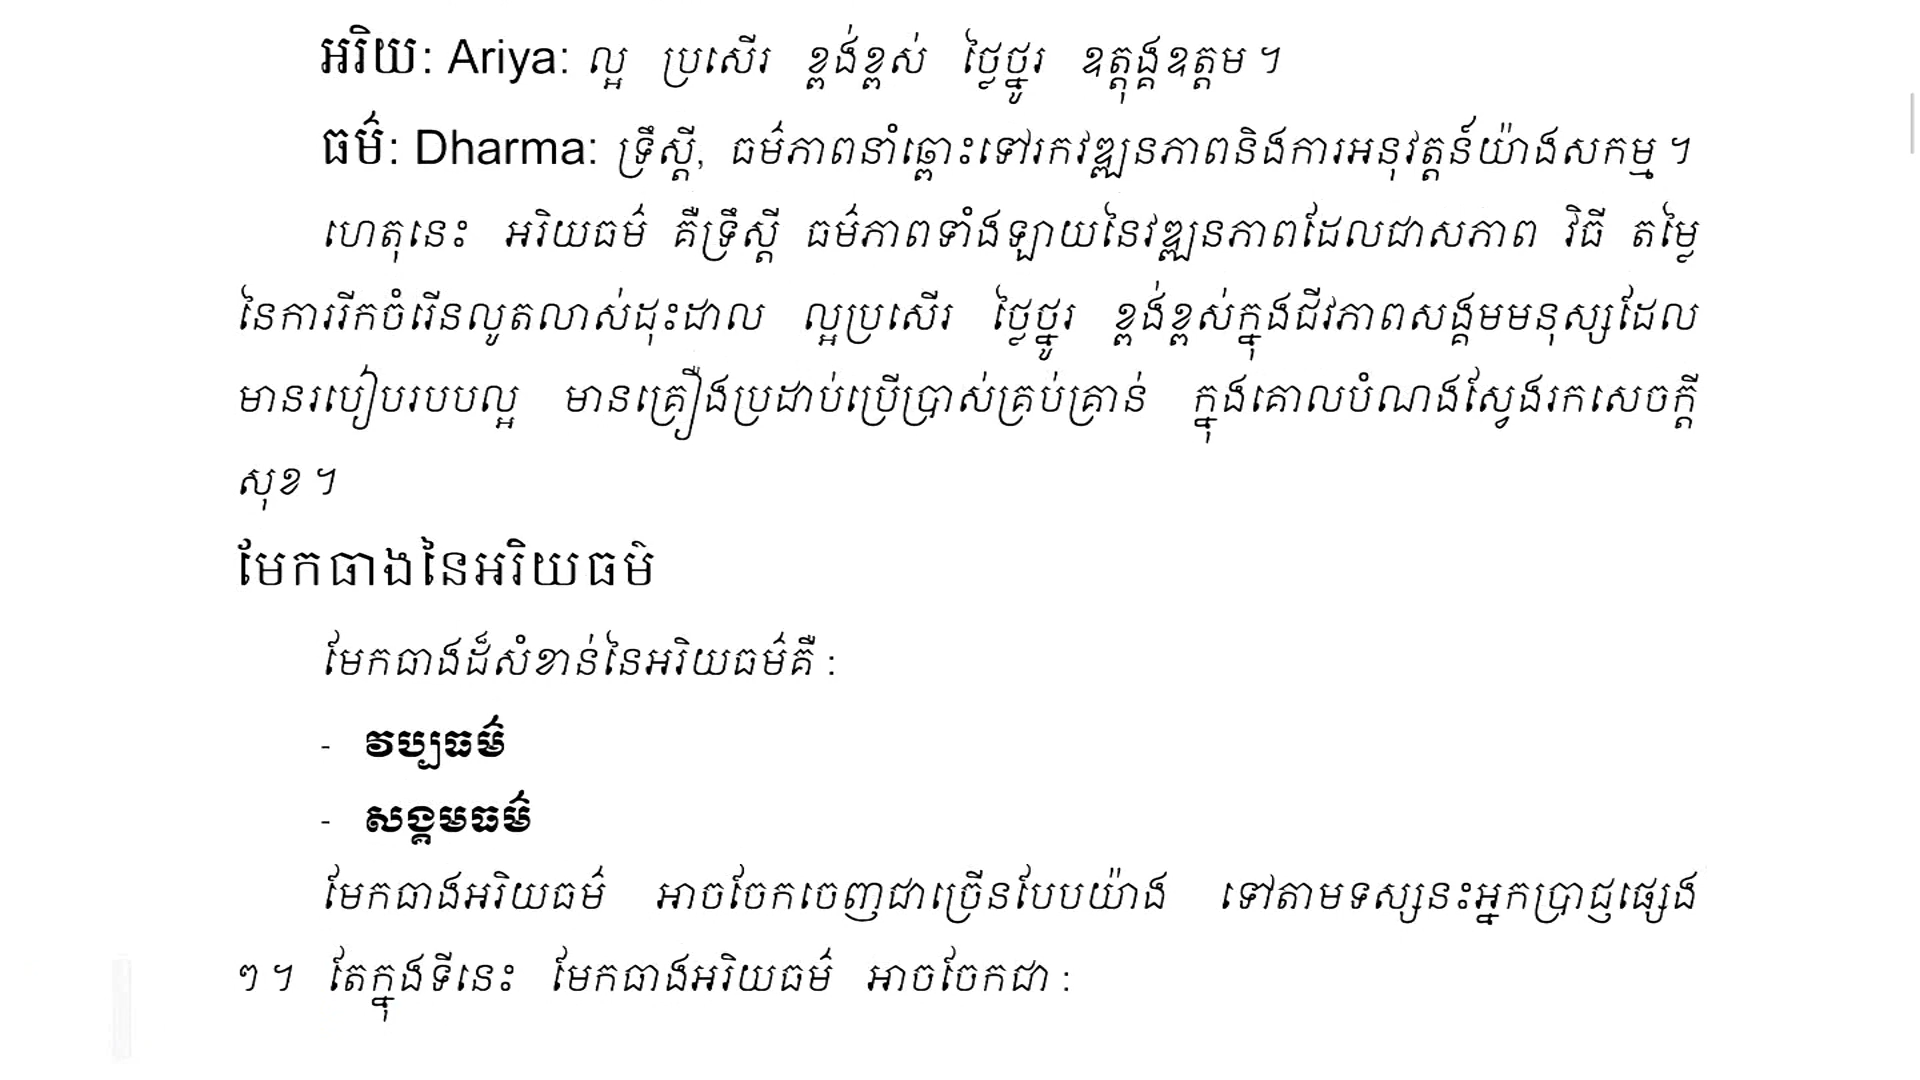 អរិយ: Ariya: ល្អ ប្រសើរ ខ្ពង់ខ្ពស់ ថ្លៃថ្នូរ ឧត្តុង្គឧត្តម ។
ធម៌: Dharma: ទ្រឹស្តី, ធម៌ភាពនាំឆ្ពោះទៅរកវឌ្ឍនភាពនិងការអនុវត្តន៍យ៉ាងសកម្ម ។
ហេតុនេះ អរិយធម៌ គឺទ្រឹស្តី ធម៌ភាពទាំងឡាយនៃវឌ្ឍនភាពដែលជាសភាព វិធី តម្លៃ
នៃការរីកចំរើនលូតលាស់ដុះដាល ល្អប្រសើរ ថ្លៃថ្នូរ ខ្ពង់ខ្ពស់ក្នុងជីវភាពសង្គមមនុស្សដែល
មានរបៀបរបបល្អ មានគ្រឿងប្រដាប់ប្រើប្រាស់គ្រប់គ្រាន់ ក្នុងគោលបំណងស្វែងរកសេចក្តី
សុខ ។
មែកធាងនៃអរិយធម៌
មែកធាងដ៏សំខាន់នៃអរិយធម៌គឺ :
- វប្បធម៌
- សង្គមធម៌
មែកធាងអរិយធម៌ អាចចែកចេញជាច្រើនបែបយ៉ាង ទៅតាមទស្សនះអ្នកប្រាជ្ញផ្សេង
ៗ ។ តែក្នុងទីនេះ មែកធាងអរិយធម៌ អាចចែកជា :